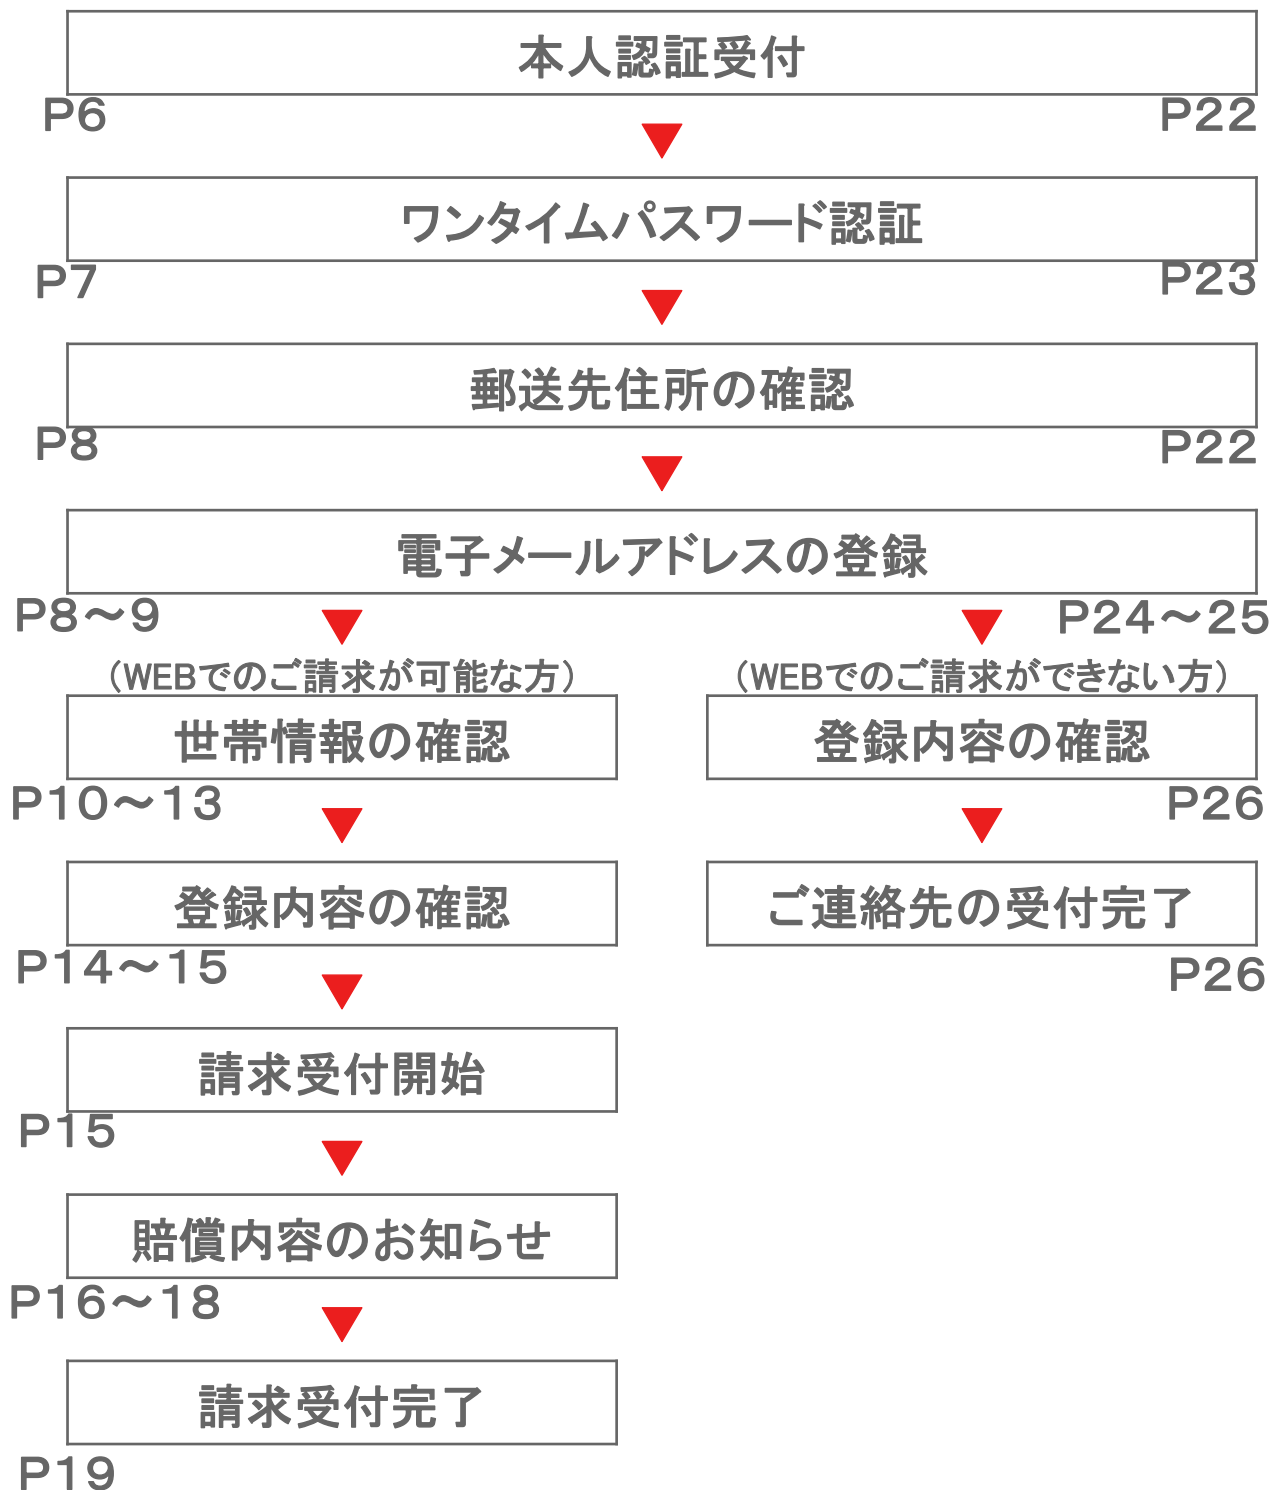 本人認証受付
P6 P22
ワンタイムパスワード認証
P7 P23
郵送先住所の確認
P8 P22
電子メールアドレスの登録
P8～9 P24～25
（WEBでのご請求が可能な方） （WEBでのご請求ができない方）
世帯情報の確認 登録内容の確認
P10～13 P26
登録内容の確認 ご連絡先の受付完了
P14～15 P26
請求受付開始
P15
賠償内容のお知らせ
P16～18
請求受付完了
P19